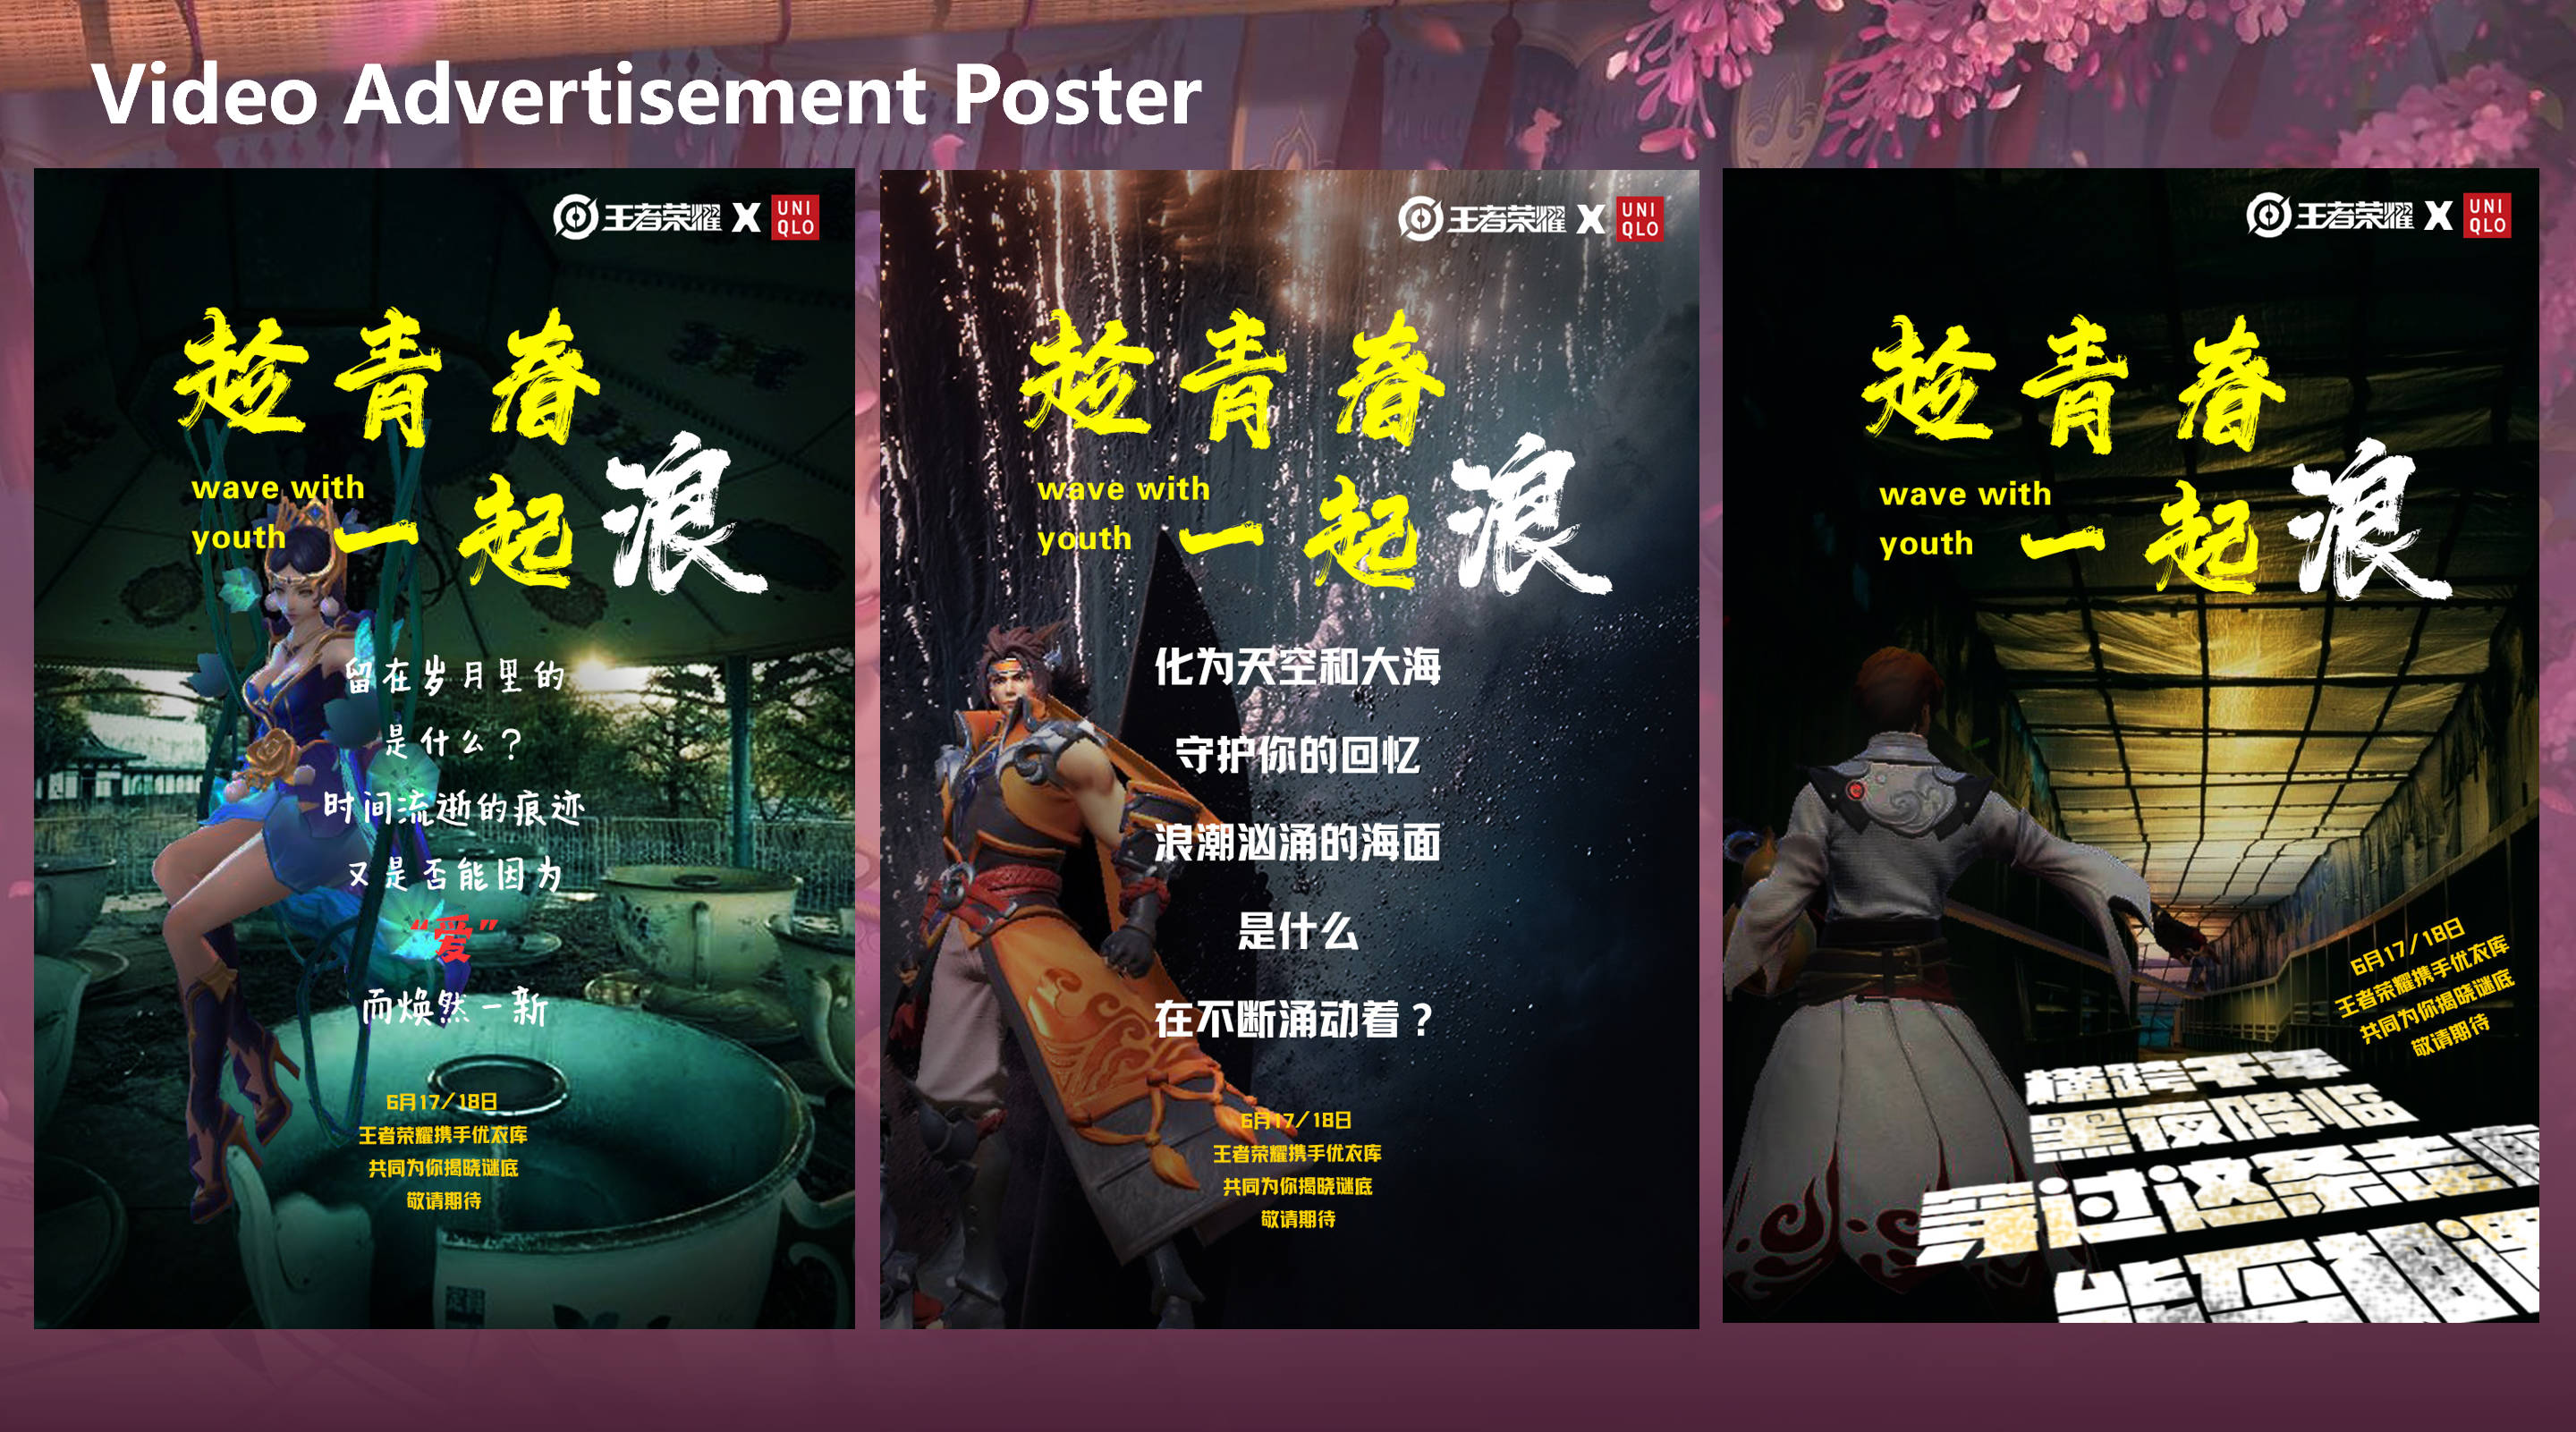 Video Advertisement Poster
王者荣耀 X UNI QLO
趁青春
wave with
youth
一起浪
留在岁月里的
是什么？
时间流逝的痕迹
又是否能因为
“爱”
而焕然一新
6月17/18日
王者荣耀携手优衣库
共同为你揭晓谜底
敬请期待
王者荣耀 X UNI QLO
趁青春
wave with
youth
一起浪
化为天空和大海
守护你的回忆
浪潮汹涌的海面
是什么
在不断涌动着？
6月17/18日
王者荣耀携手优衣库
共同为你揭晓谜底
敬请期待
王者荣耀 X UNI QLO
趁青春
wave with
youth
一起浪
6月17/18日
王者荣耀携手优衣库
共同为你揭晓谜底
敬请期待
横跨千年
黑夜降临
穿过这条